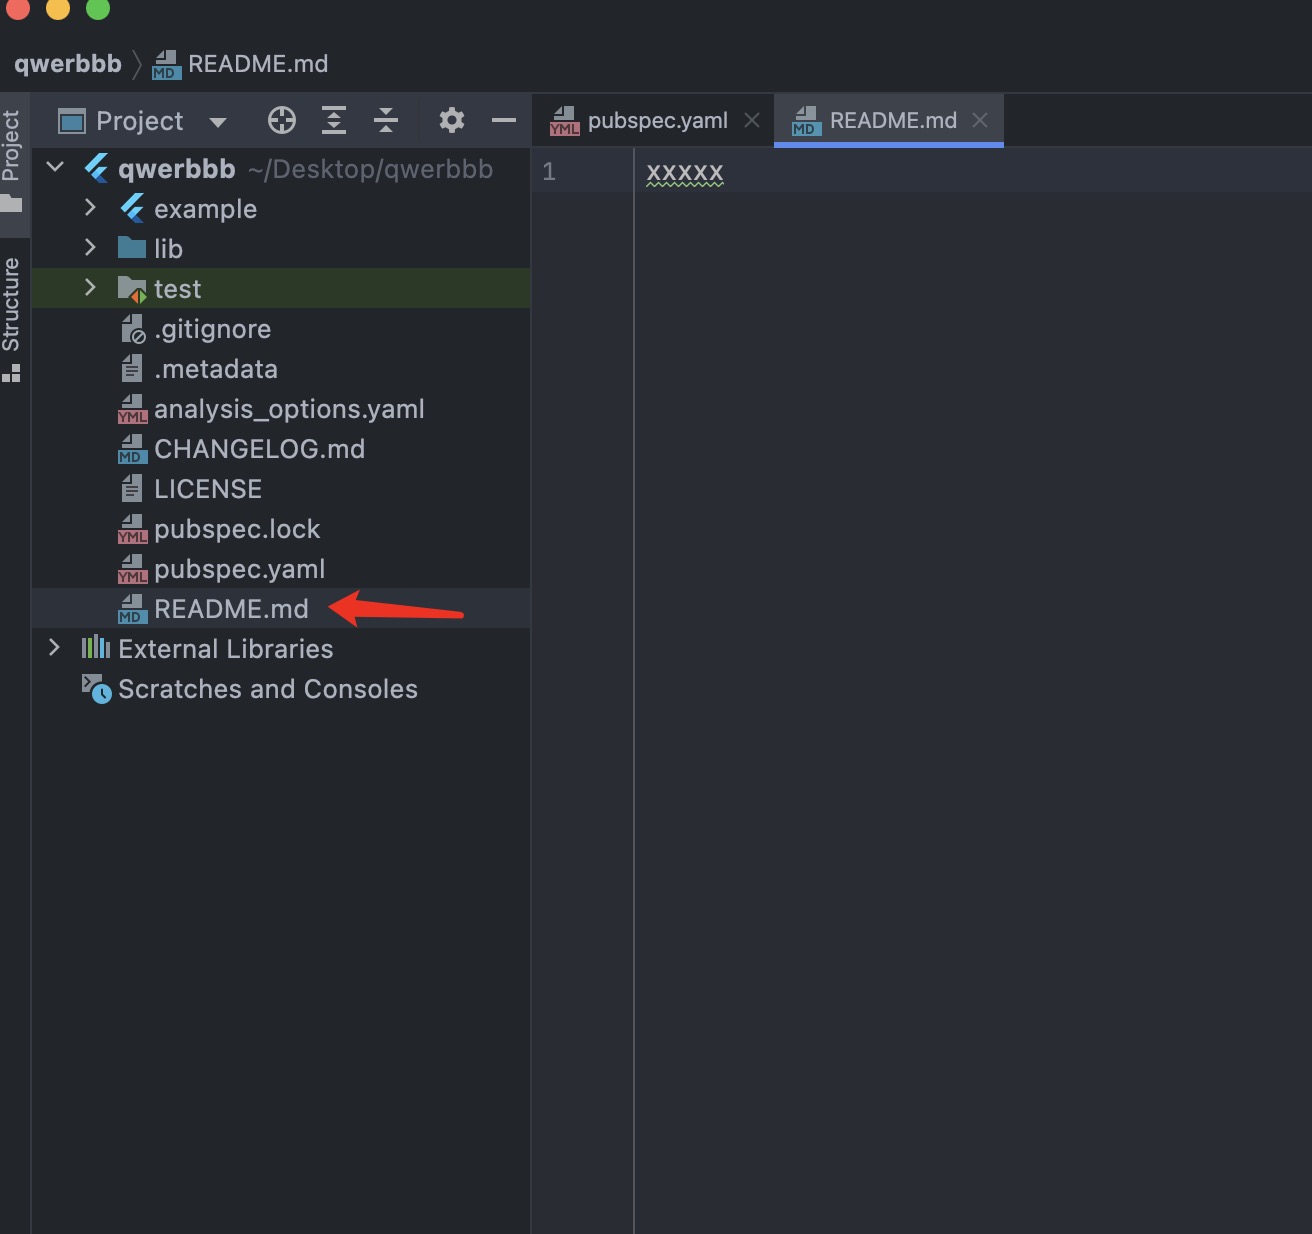 qwerbbb README.md
Project
Structure
Project
qwerbbb ~/Desktop/qwerbbb
example
lib
test
.gitignore
.metadata
YML analysis_options.yaml
MD CHANGELOG.md
LICENSE
YML pubspec.lock
YML pubspec.yaml
MD README.md
External Libraries
Scratches and Consoles
YML pubspec.yaml
MD README.md
1 xxxxx